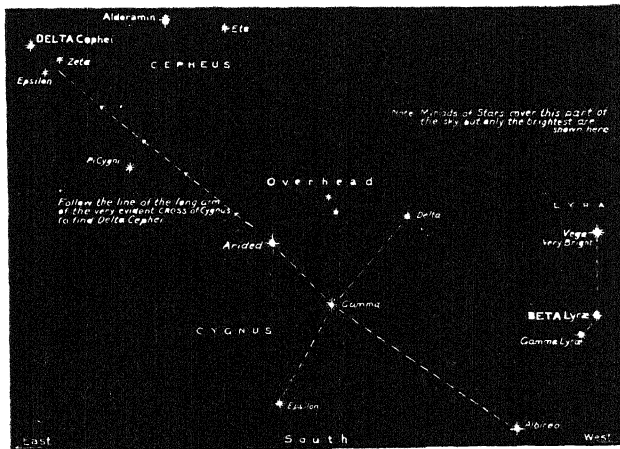 Alderamin
Eta
DELTA Cephei
Zeta
Epsilon
CEPHEUS
Note Miriads of Stars cover this part of
the sky, but only the brightest are
shown here
Pi Cygni
Overhead
Follow the line of the long arm
of the very evident CROSS of Cygnus
to find Delta Cephei
Delta
LYRA
Vega
Very Bright
Arided
Gamma
BETA Lyræ
CYGNUS
Gamma Lyræ
Epsilon
Albireo
East
South
West